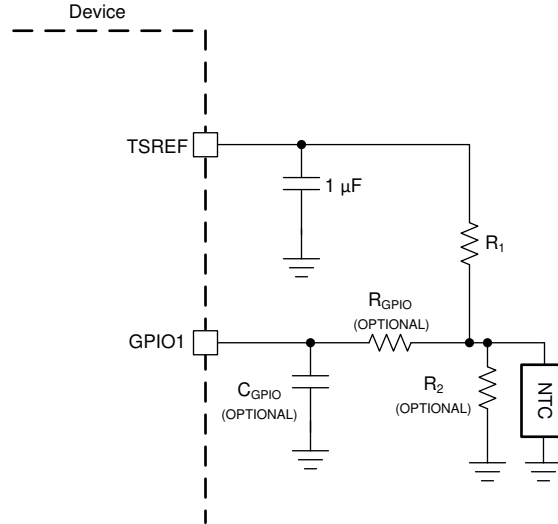 Device
TSREF
1 µF
R1
RGPIO
(OPTIONAL)
GPIO1
CGPIO
(OPTIONAL)
R2
(OPTIONAL)
NTC